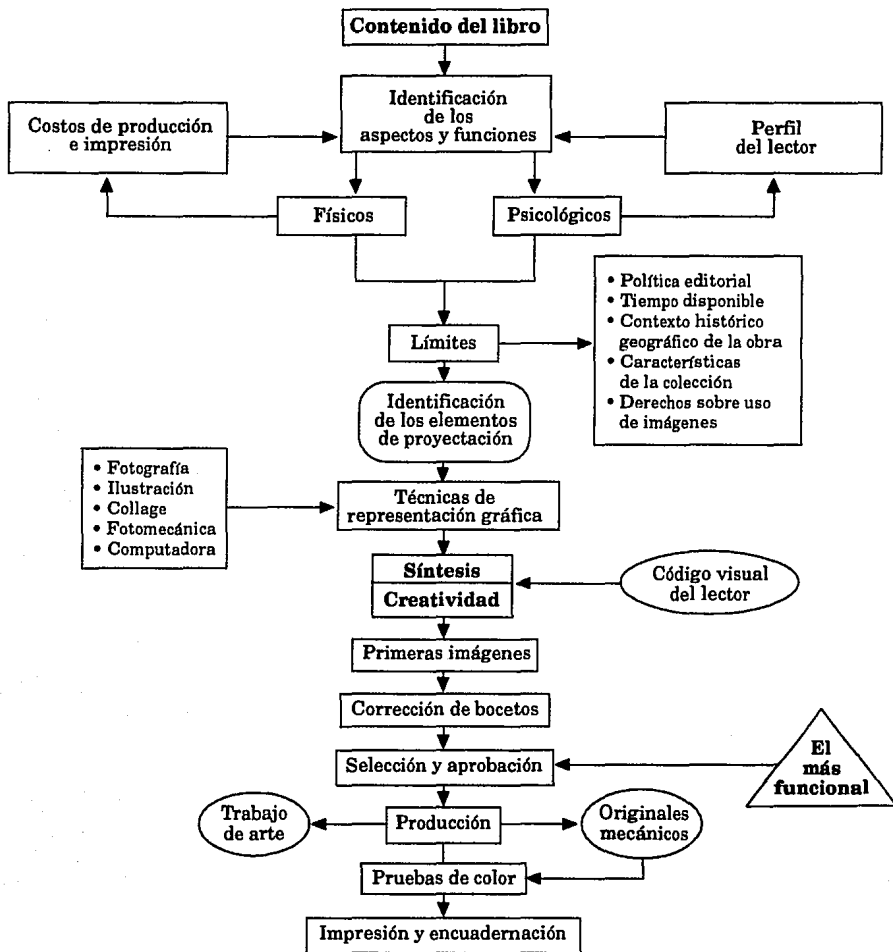 Contenido del libro
Identificación
de los
aspectos y funciones
Costos de producción
e impresión
Perfil
del lector
Físicos
Psicológicos
• Política editorial
• Tiempo disponible
• Contexto histórico
geográfico de la obra
• Características
de la colección
• Derechos sobre uso
de imágenes
Límites
Identificación
de los elementos
de proyectación
• Fotografía
• Ilustración
• Collage
• Fotomecánica
• Computadora
Técnicas de
representación gráfica
Síntesis
Creatividad
Código visual
del lector
Primeras imágenes
Corrección de bocetos
Selección y aprobación
El
más
funcional
Trabajo
de arte
Producción
Originales
mecánicos
Pruebas de color
Impresión y encuadernación